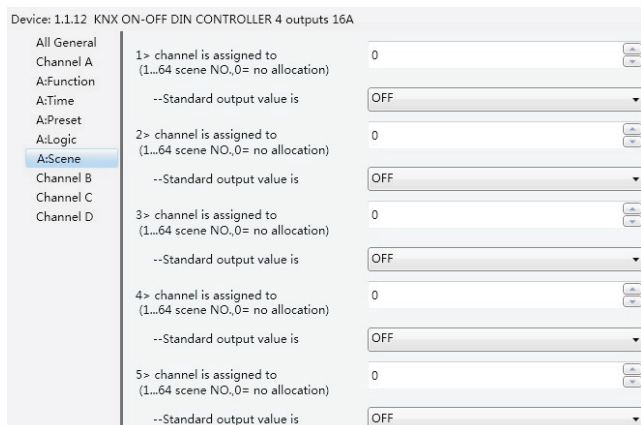 Device: 1.1.12 KNX ON-OFF DIN CONTROLLER 4 outputs 16A
All General
Channel A
A:Function
A:Time
A:Preset
A:Logic
A:Scene
Channel B
Channel C
Channel D
1> channel is assigned to
(1...64 scene NO.,0= no allocation)
0
--Standard output value is
OFF
2> channel is assigned to
(1...64 scene NO.,0= no allocation)
0
--Standard output value is
OFF
3> channel is assigned to
(1...64 scene NO.,0= no allocation)
0
--Standard output value is
OFF
4> channel is assigned to
(1...64 scene NO.,0= no allocation)
0
--Standard output value is
OFF
5> channel is assigned to
(1...64 scene NO.,0= no allocation)
0
--Standard output value is
OFF